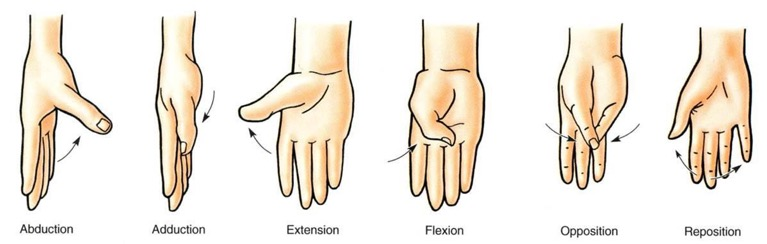 Abduction
Adduction
Extension
Flexion
Opposition
Reposition